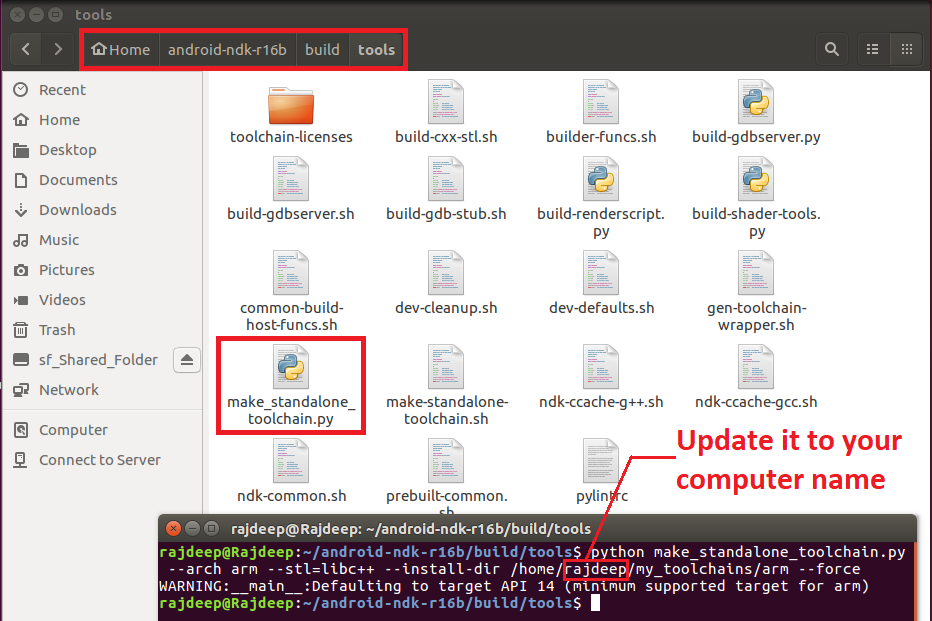 tools
Home android-ndk-r16b build tools
Recent
Home
Desktop
Documents
Downloads
Music
Pictures
Videos
Trash
sf_Shared_Folder
Network
Computer
Connect to Server
toolchain-licenses
build-cxx-stl.sh
builder-funcs.sh
build-gdbserver.py
build-gdbserver.sh
build-gdb-stub.sh
build-renderscript.
py
build-shader-tools.
py
common-build-
host-funcs.sh
dev-cleanup.sh
dev-defaults.sh
gen-toolchain-
wrapper.sh
make_standalone_
toolchain.py
make-standalone-
toolchain.sh
ndk-ccache-g++.sh
ndk-ccache-gcc.sh
ndk-common.sh
prebuilt-common.
sh
pylintrc
Update it to your
computer name
rajdeep@Rajdeep: ~/android-ndk-r16b/build/tools
rajdeep@Rajdeep:~/android-ndk-r16b/build/tools$ python make_standalone_toolchain.py
--arch arm --stl=libc++ --install-dir /home/rajdeep/my_toolchains/arm --force
WARNING:__main__:Defaulting to target API 14 (minimum supported target for arm)
rajdeep@Rajdeep:~/android-ndk-r16b/build/tools$